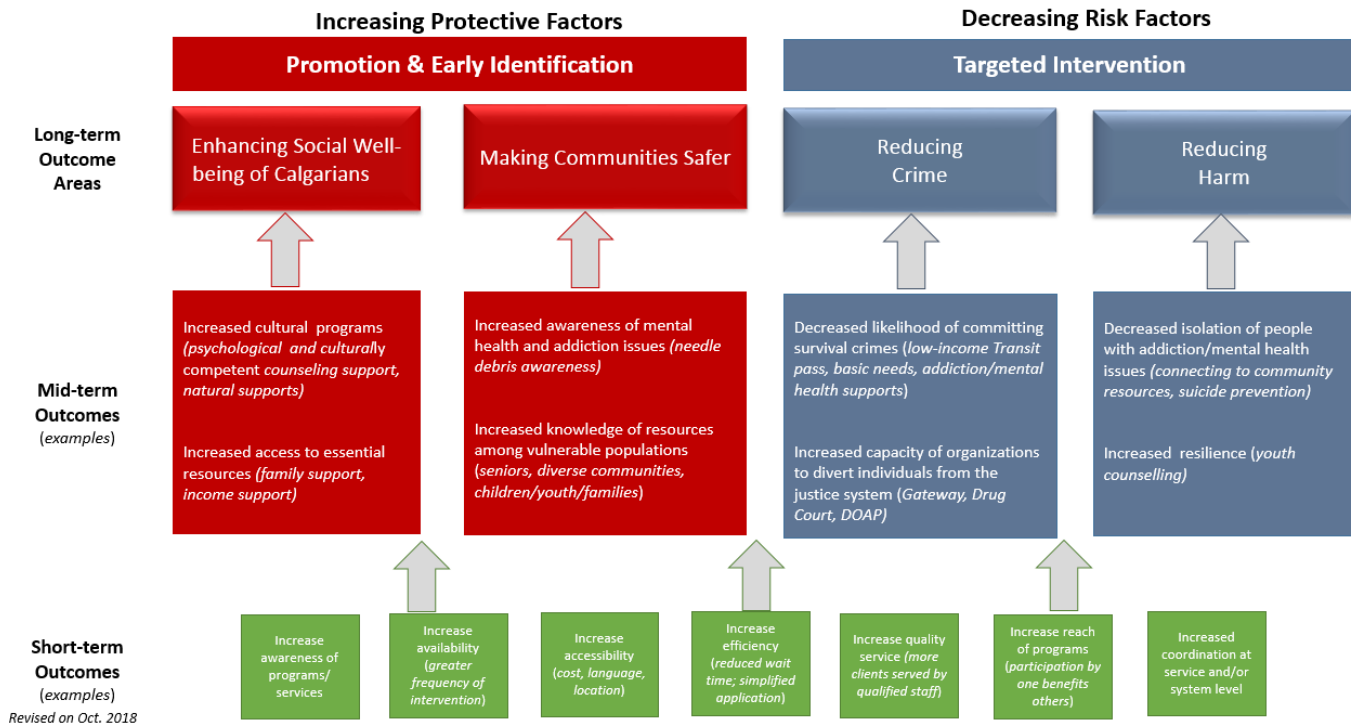 Increasing Protective Factors
Decreasing Risk Factors
Promotion & Early Identification
Targeted Intervention
Long-term
Outcome
Areas
Enhancing Social Well-
being of Calgarians
Making Communities Safer
Reducing
Crime
Reducing
Harm
Mid-term
Outcomes
(examples)
Increased cultural programs
(psychological and culturally
competent counseling support,
natural supports)
Increased access to essential
resources (family support,
income support)
Increased awareness of mental
health and addiction issues (needle
debris awareness)
Increased knowledge of resources
among vulnerable populations
(seniors, diverse communities,
children/youth/families)
Decreased likelihood of committing
survival crimes (low-income Transit
pass, basic needs, addiction/mental
health supports)
Increased capacity of organizations
to divert individuals from the
justice system (Gateway, Drug
Court, DOAP)
Decreased isolation of people
with addiction/mental health
issues (connecting to community
resources, suicide prevention)
Increased resilience (youth
counselling)
Short-term
Outcomes
(examples)
Revised on Oct. 2018
Increase
awareness of
programs/
services
Increase
availability
(greater
frequency of
intervention)
Increase
accessibility
(cost, language,
location)
Increase
efficiency
(reduced wait
time; simplified
application)
Increase quality
service (more
clients served by
qualified staff)
Increase reach
of programs
(participation by
one benefits
others)
Increased
coordination at
service and/or
system level